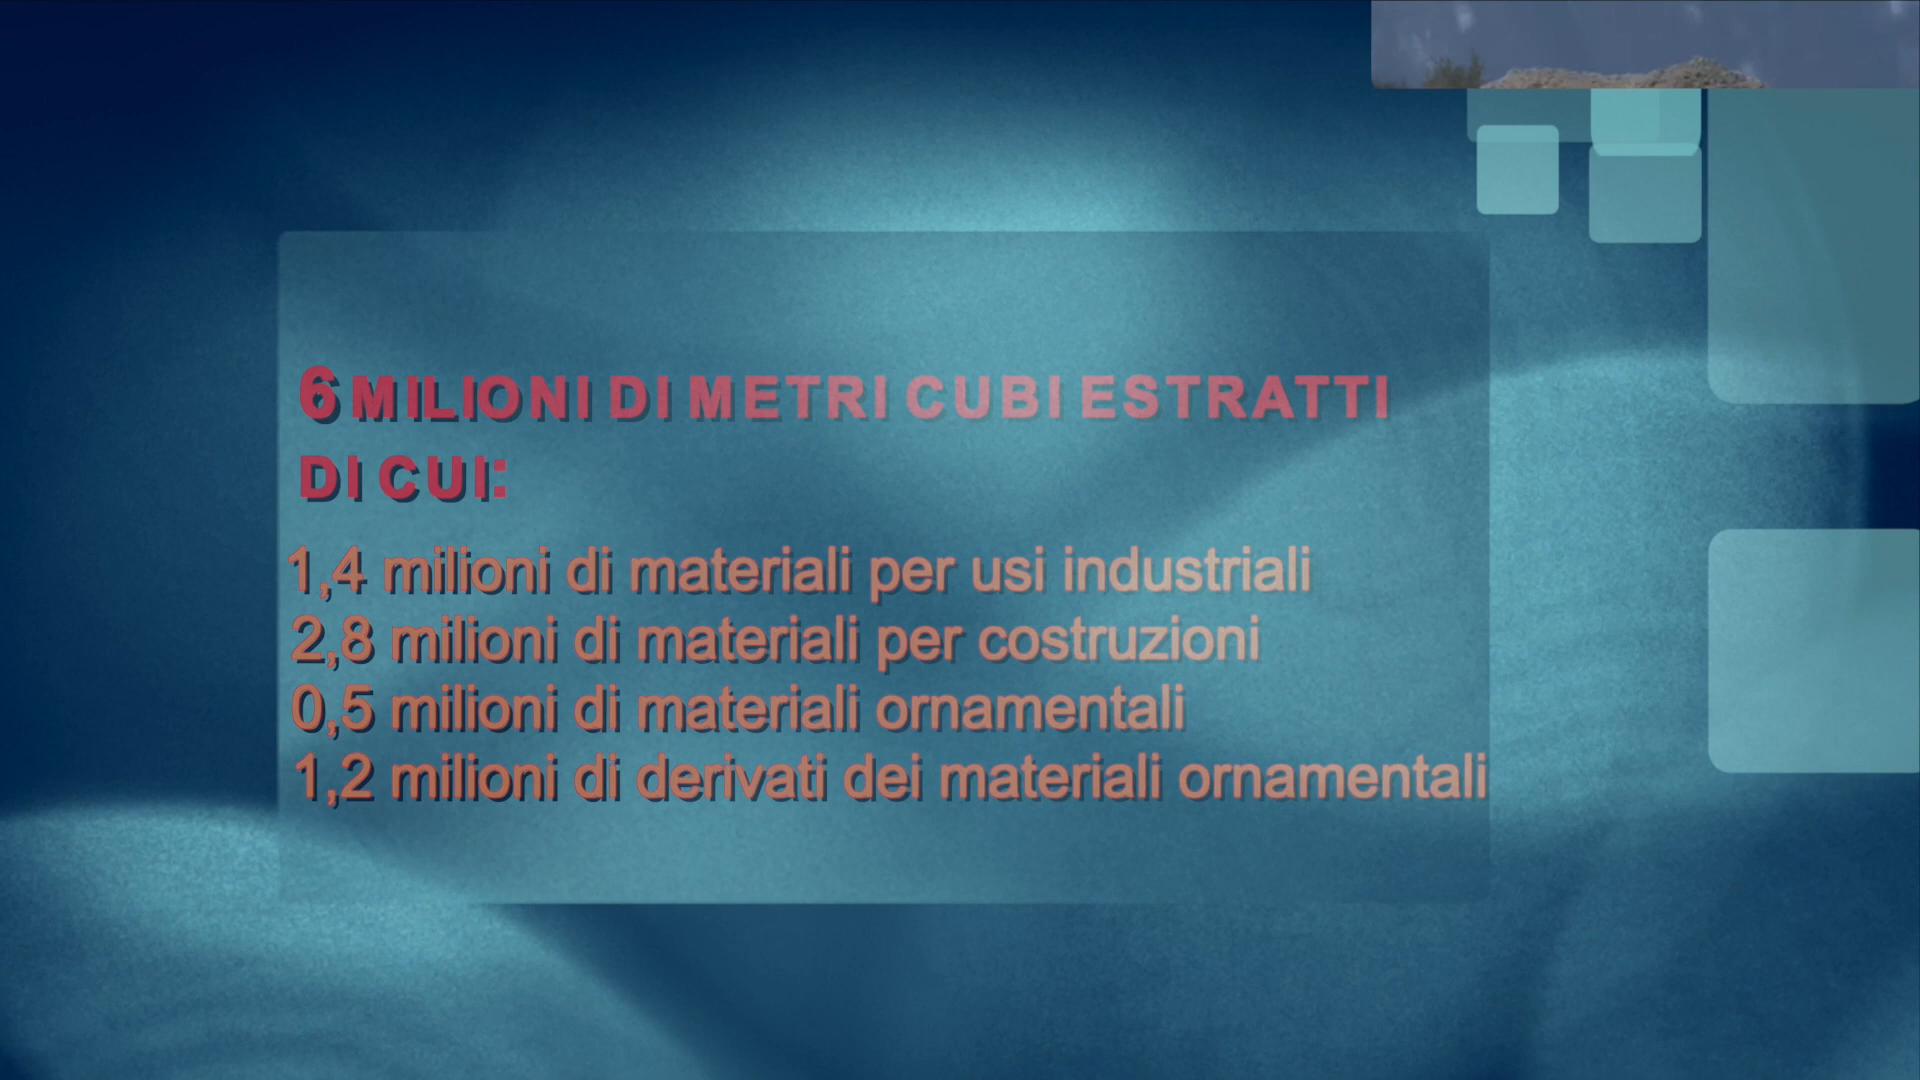 6 MILIONI DI METRI CUBI ESTRATTI
DI CUI:
1,4 milioni di materiali per usi industriali
2,8 milioni di materiali per costruzioni
0,5 milioni di materiali ornamentali
1,2 milioni di derivati dei materiali ornamentali